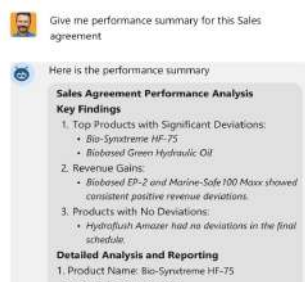 Give me performance summary for this Sales
agreement
Here is the performance summary
Sales Agreement Performance Analysis
Key Findings
1. Top Products with Significant Deviations:
• Bio-Synxtreme HF-75
• Biobased Green Hydraulic Oil
2. Revenue Gains:
• Biobased EP-2 and Marine-Safe100 Maxx showed
consistent positive revenue deviations.
3. Products with No Deviations:
• Hydroflush Amazer had no deviations in the final
schedule.
Detailed Analysis and Reporting
1. Product Name: Bio-Synxtreme HF-75